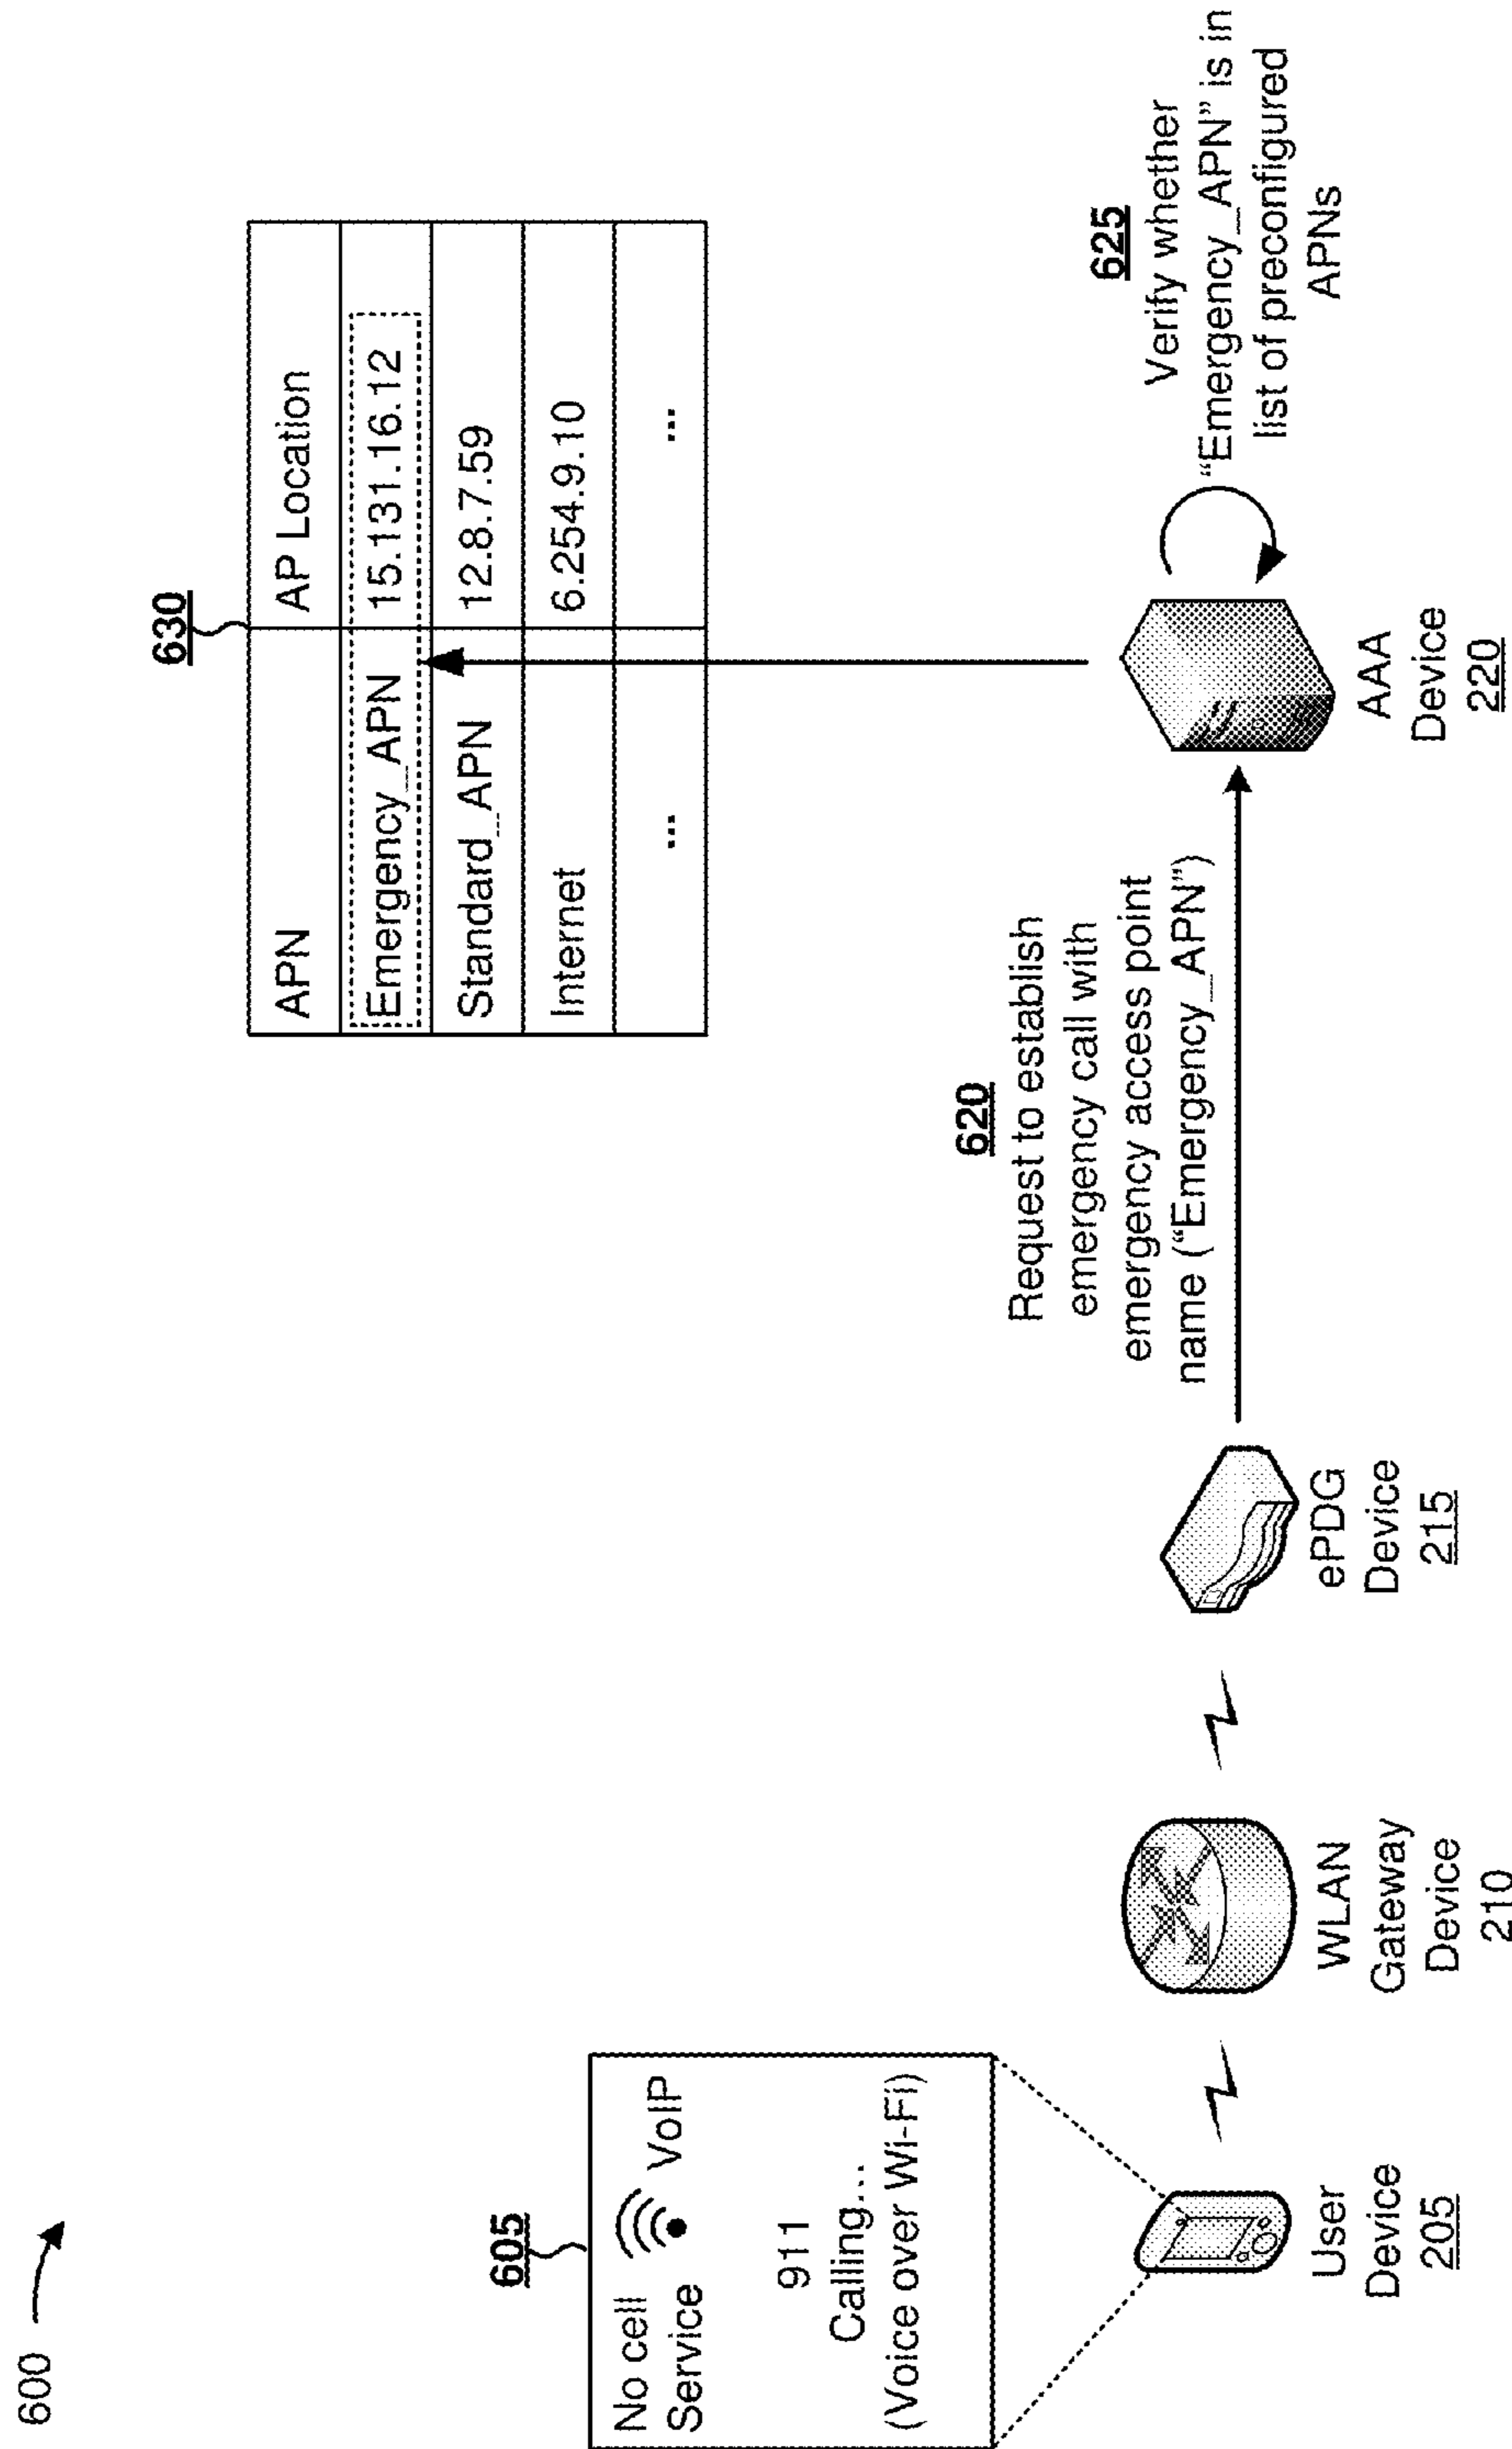 600
605
No cell
Service
VoIP
911
Calling...
(Voice over Wi-Fi)
User
Device
205
WLAN
Gateway
Device
210
ePDG
Device
215
620
Request to establish
emergency call with
emergency access point
name ("Emergency_APN")
AAA
Device
220
625
Verify whether
"Emergency_APN" is in
list of preconfigured
APNs
630
APN AP Location
Emergency_APN 15.131.16.12
Standard_APN 12.8.7.59
Internet 6.254.9.10
... ...